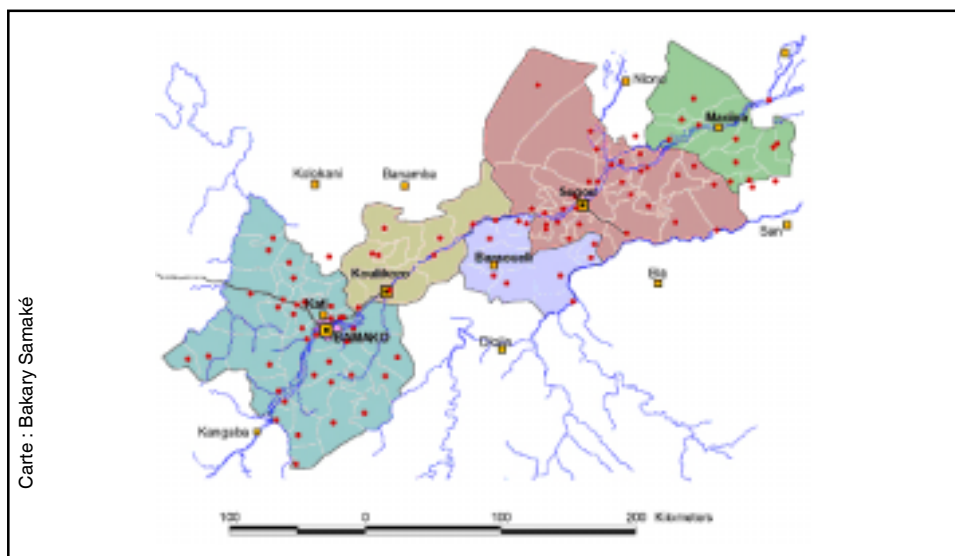 Niono
Macina
Kolokani
Banamba
Segou
San
Baraoueli
Koulikoro
Bla
Kati
BAMAKO
Dioila
Kangaba
100 0 100 200 Kilometers
Carte : Bakary Samaké